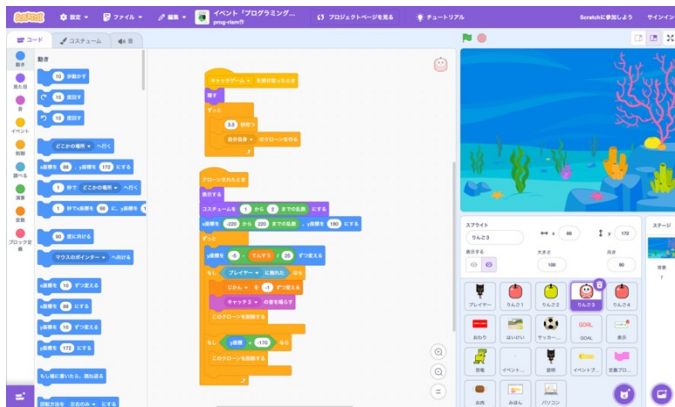 SCRATCH
設定
ファイル
編集
イベント「プログラミング...
prog-rism作
プロジェクトページを見る
チュートリアル
Scratchに参加しよう
サインイン
コード
コスチューム
音
動き
見た目
音
イベント
制御
調べる
演算
変数
ブロック定義
動き
10 歩動かす
15 度回す
15 度回す
どこかの場所 へ行く
x座標を 88 、y座標を 172 にする
1 秒で どこかの場所 へ行く
1 秒でx座標を 88 に、y座標を 1
90 度に向ける
マウスのポインター へ向ける
x座標を 10 ずつ変える
x座標を 88 にする
y座標を 10 ずつ変える
y座標を 172 にする
もし端に着いたら、跳ね返る
回転方法を 左右のみ にする
キャッチゲーム を受け取ったとき
隠す
ずっと
3.5 秒待つ
自分自身 のクローンを作る
クローンされたとき
表示する
コスチュームを 1 から 2 までの乱数 にする
x座標を -220 から 220 までの乱数 、y座標を 180 にする
ずっと
y座標を -5 - てんすう / 25 ずつ変える
もし プレイヤー に触れた なら
じかん を -1 ずつ変える
キャッチ3 の音を鳴らす
このクローンを削除する
もし y座標 < -170 なら
このクローンを削除する
スプライト
りんご3
x 88
y 172
表示する
大きさ
100
向き
90
ステージ
背景
7
プレイヤー
りんご1
りんご2
りんご3
りんご4
おわり
はいけい
サッカー...
GOAL
GOAL
表示
恐竜
イベント...
説明
イベントブ...
定義ブロ...
お肉
みほん
パソコン